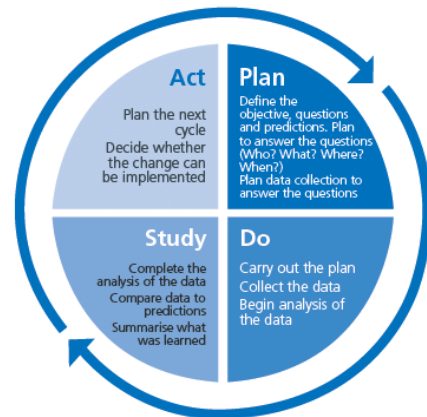 Act
Plan the next
cycle
Decide whether
the change can
be implemented
Plan
Define the
objective, questions
and predictions. Plan
to answer the questions
(Who? What? Where?
When?)
Plan data collection to
answer the questions
Study
Complete the
analysis of the data
Compare data to
predictions
Summarise what
was learned
Do
Carry out the plan
Collect the data
Begin analysis of
the data